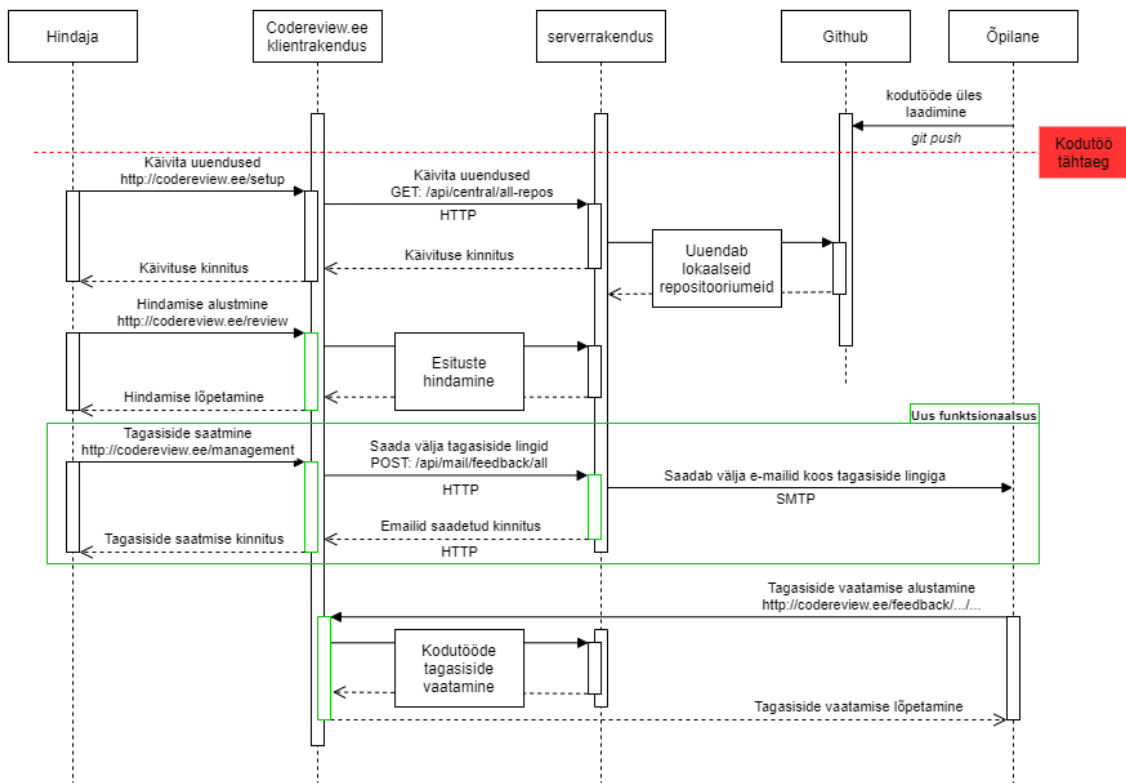 Hindaja
Codereview.ee
klientrakendus
serverrakendus
Github
Õpilane
kodutööde üles
laadimine
git push
Kodutöö
tähtaeg
Käivita uuendused
http://codereview.ee/setup
Käivita uuendused
GET: /api/central/all-repos
HTTP
Uuendab
lokaalseid
repositooriumeid
Käivituse kinnitus
Käivituse kinnitus
Hindamise alustmine
http://codereview.ee/review
Esituste
hindamine
Hindamise lõpetamine
Uus funktsionaalsus
Tagasiside saatmine
http://codereview.ee/management
Saada välja tagasiside lingid
POST: /api/mail/feedback/all
HTTP
Saadab välja e-mailid koos tagasiside lingiga
SMTP
Emailid saadetud kinnitus
HTTP
Tagasiside saatmise kinnitus
Tagasiside vaatamise alustamine
http://codereview.ee/feedback/.../...
Kodutööde
tagasiside
vaatamine
Tagasiside vaatamise lõpetamine